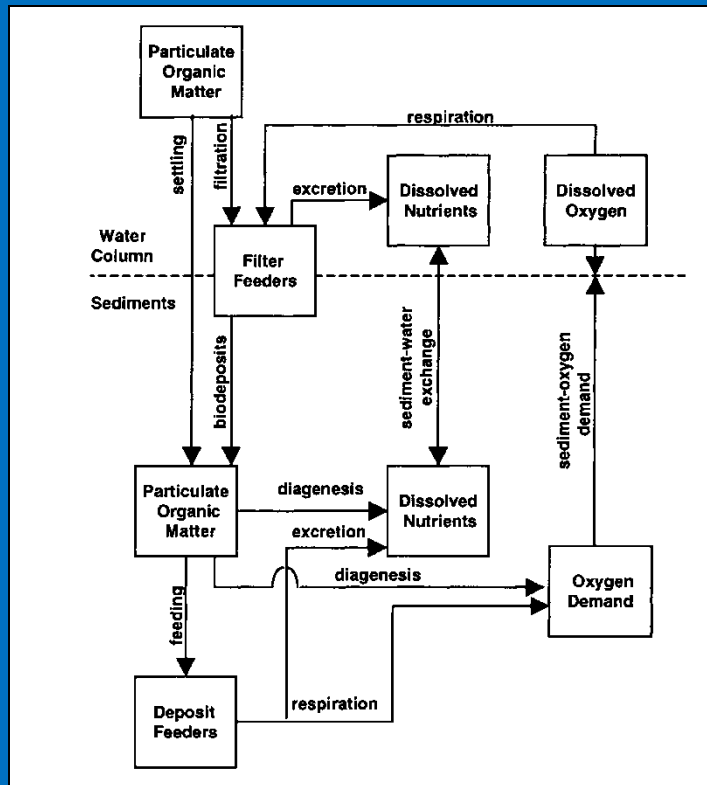 Particulate
Organic
Matter
respiration
settling
filtration
excretion
Dissolved
Nutrients
Dissolved
Oxygen
Water
Column
Filter
Feeders
Sediments
biodeposits
sediment-water
exchange
sediment-oxygen
demand
Particulate
Organic
Matter
diagenesis
Dissolved
Nutrients
excretion
diagenesis
Oxygen
Demand
feeding
Deposit
Feeders
respiration